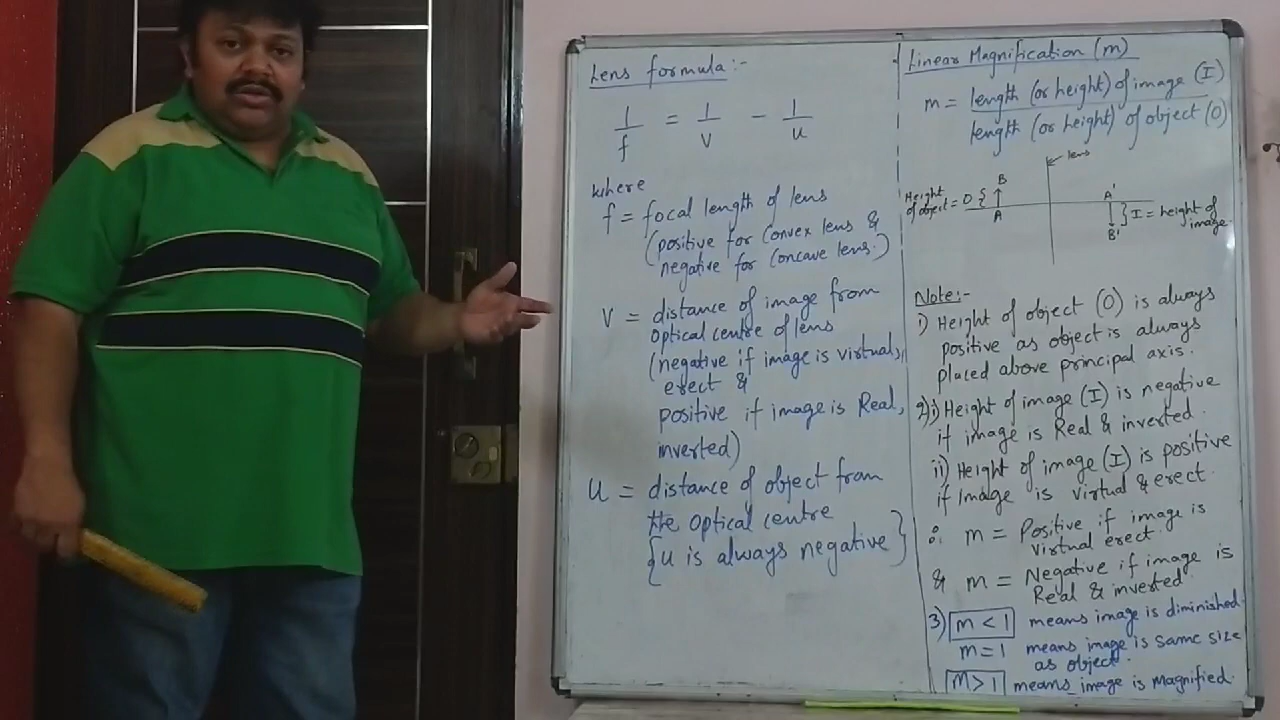 Lens formula:-
1/f = 1/v - 1/u
where
f = focal length of lens
(positive for convex lens &
negative for concave lens.)
V = distance of image from
optical centre of lens
(negative if image is virtual,
erect &
positive if image is Real,
inverted)
u = distance of object from
the optical centre
{u is always negative}
Linear Magnification (m)
m = length (or height) of image (I)
length (or height) of object (O)
lens
B
Height
of object = O {
A
A'
} I = height of
image
B'
Note:-
1) Height of object (O) is always
positive as object is always
placed above principal axis.
2) i) Height of image (I) is negative
if image is Real & inverted.
ii) Height of image (I) is positive
if Image is virtual & erect.
∴ m = Positive if image is
virtual erect.
& m = Negative if image is
Real & inverted.
3) m < 1 means image is diminished
m = 1 means image is same size
as object.
m > 1 means image is Magnified.